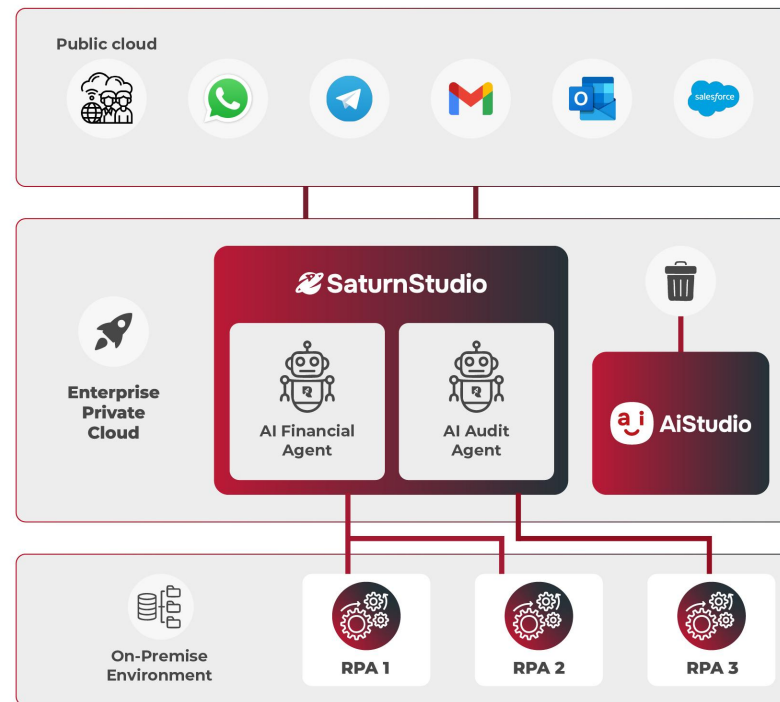 Public cloud
O
salesforce
SaturnStudio
Enterprise
Private
Cloud
AI Financial
Agent
AI Audit
Agent
ai AiStudio
On-Premise
Environment
RPA 1
RPA 2
RPA 3